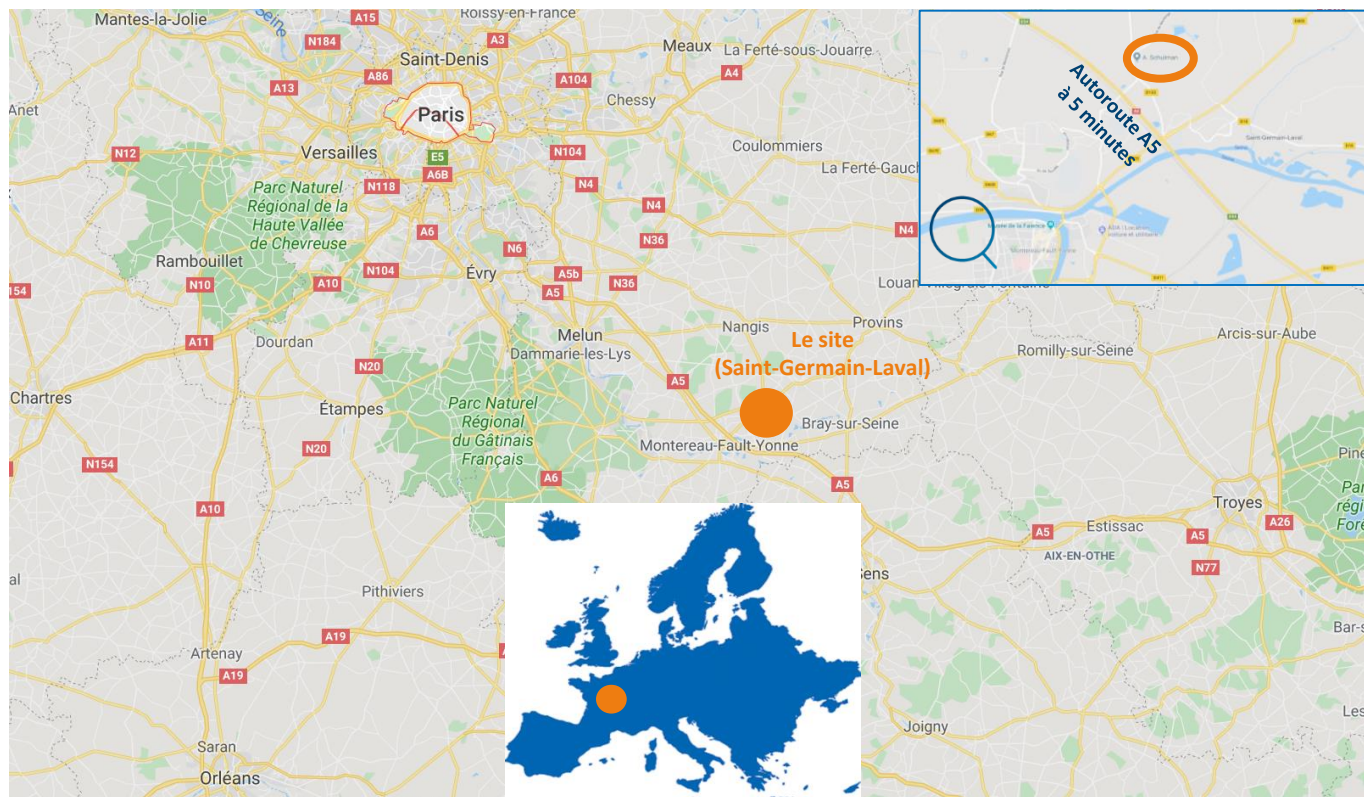 Mantes-la-Jolie
A15
Roissy-en-France
N184
A3
Meaux
La Ferté-sous-Jouarre
Saint-Denis
A86
A104
A4
A13
Chessy
Anet
Paris
N12
Versailles
E5
A6B
N104
Coulommiers
La Ferté-Gauch
N118
N4
Parc Naturel
Régional de la
Haute Vallée
de Chevreuse
N4
A6
N6
N36
N4
Rambouillet
N104
Évry
A5b
N36
154
N10
A10
A5
A11
Dourdan
Melun
Dammarie-les-Lys
Nangis
Provins
Arcis-sur-Aube
Romilly-sur-Seine
Le site
(Saint-Germain-Laval)
N20
A5
Chartres
Étampes
Parc Naturel
Régional
du Gâtinais
Français
Bray-sur-Seine
Montereau-Fault-Yonne
N20
N154
A6
A5
A10
Troyes
Estissac
A26
A5
A5
AIX-EN-OTHE
N77
Sens
Pithiviers
A19
Artenay
A19
Joigny
Saran
Orléans
A. Schulman
Autoroute A5
à 5 minutes
Saint-Germain-Laval
Musée de la Faïence